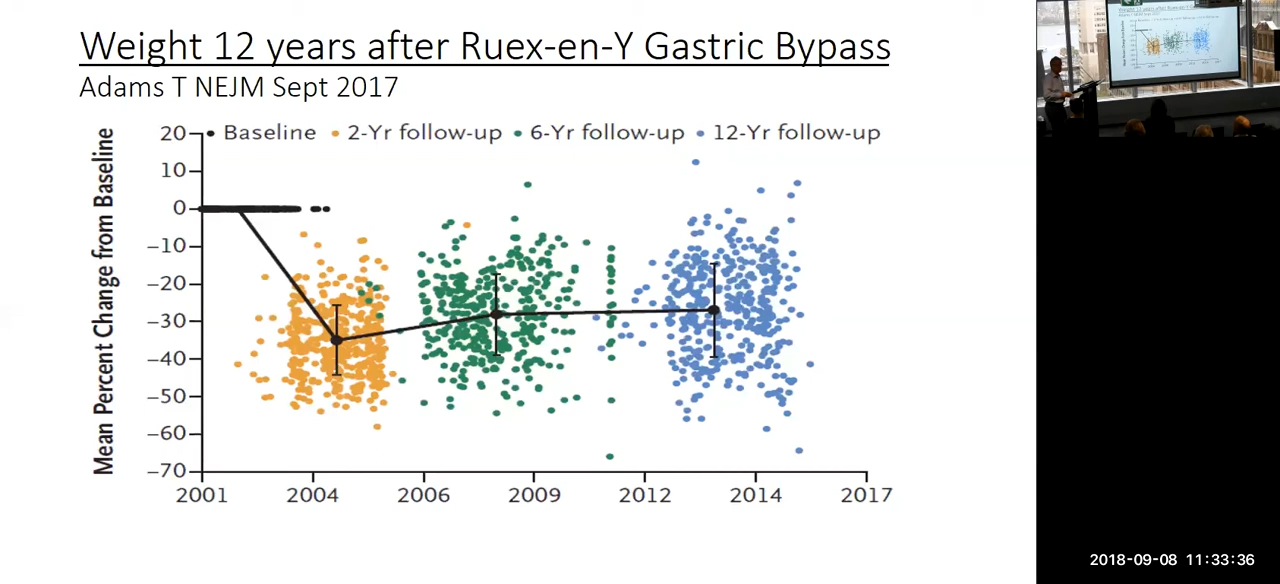 Weight 12 years after Ruex-en-Y Gastric Bypass
Adams T NEJM Sept 2017
Mean Percent Change from Baseline
Baseline 2-Yr follow-up 6-Yr follow-up 12-Yr follow-up
20
10
0
−10
−20
−30
−40
−50
−60
−70
2001 2004 2006 2009 2012 2014 2017
2018-09-08 11:33:36